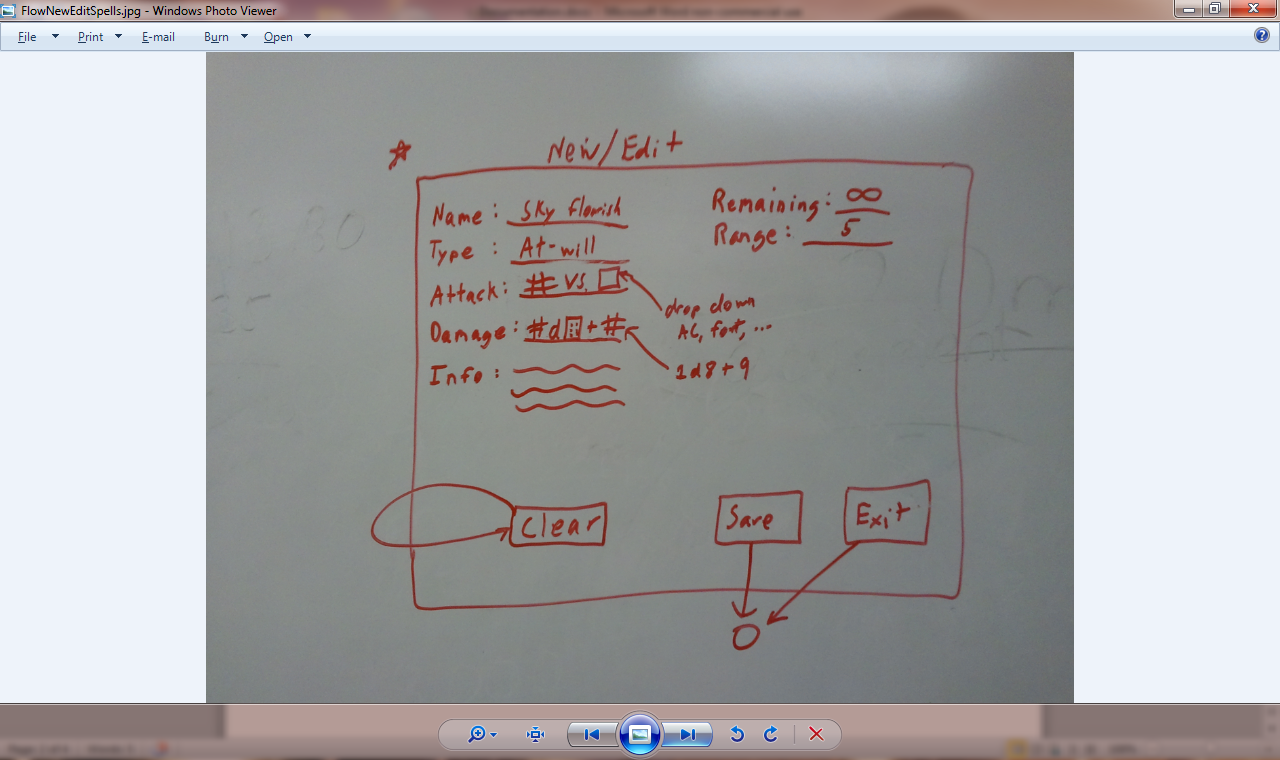 FlowNewEditSpells.jpg - Windows Photo Viewer
File Print E-mail Burn Open
New/Edit
Name: Sky flowrish
Remaining: ∞
Range: 5
Type: At-will
Attack: # vs.
drop down
AC, fort, ...
Damage: #d + #
1d8 + 9
Info:
Clear
Save
Exit